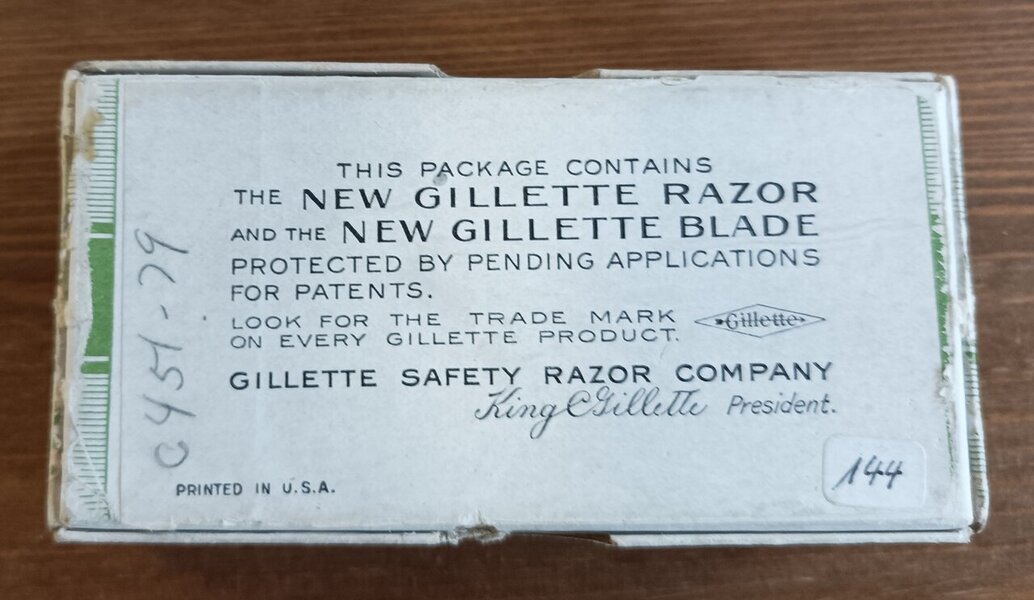 THIS PACKAGE CONTAINS
THE NEW GILLETTE RAZOR
AND THE NEW GILLETTE BLADE
PROTECTED BY PENDING APPLICATIONS
FOR PATENTS.
LOOK FOR THE TRADE MARK Gillette
ON EVERY GILLETTE PRODUCT.
GILLETTE SAFETY RAZOR COMPANY
King C Gillette President.
144
PRINTED IN U.S.A.